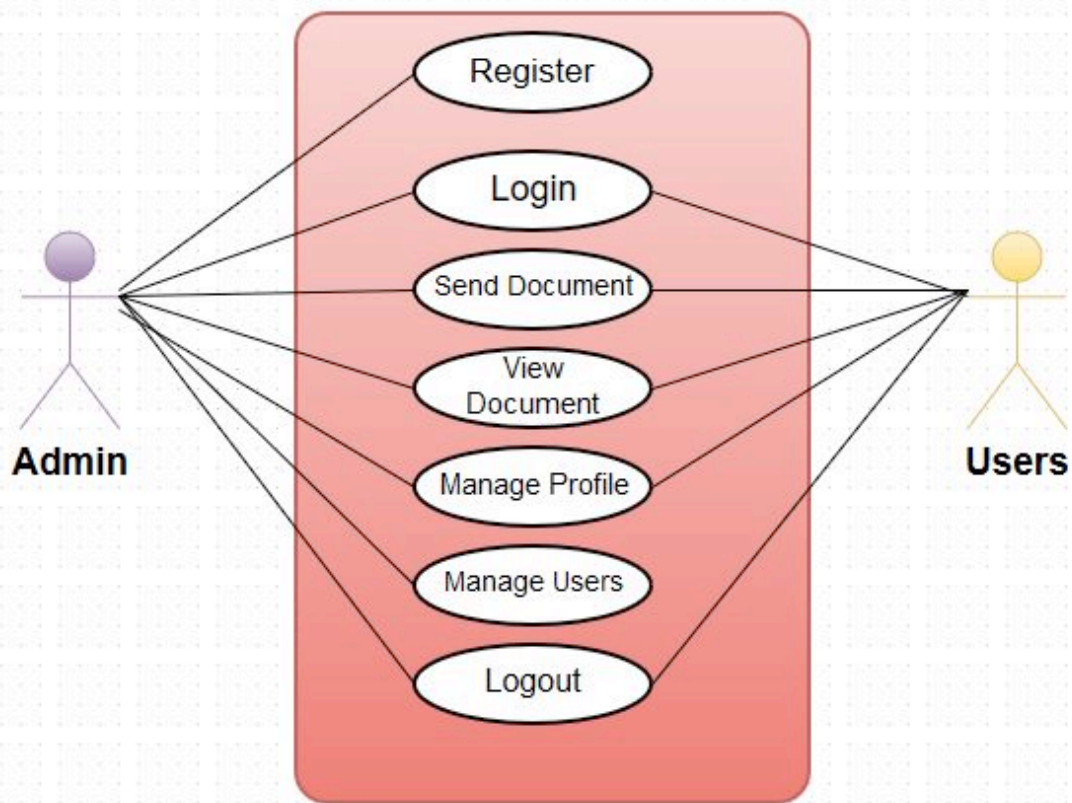 Register
Login
Send Document
View
Document
Manage Profile
Manage Users
Logout
Admin
Users